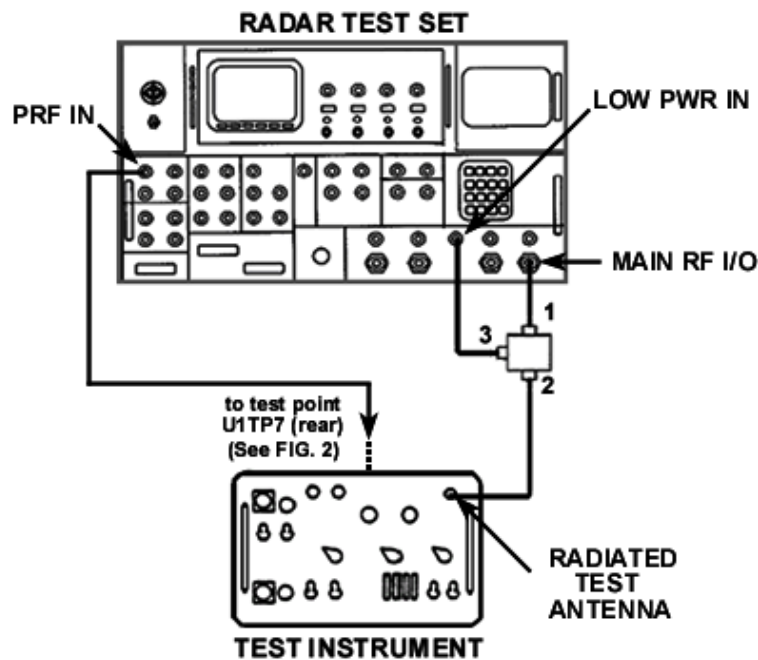 RADAR TEST SET
PRF IN
LOW PWR IN
MAIN RF I/O
1
3
2
to test point
U1TP7 (rear)
(See FIG. 2)
RADIATED
TEST
ANTENNA
TEST INSTRUMENT